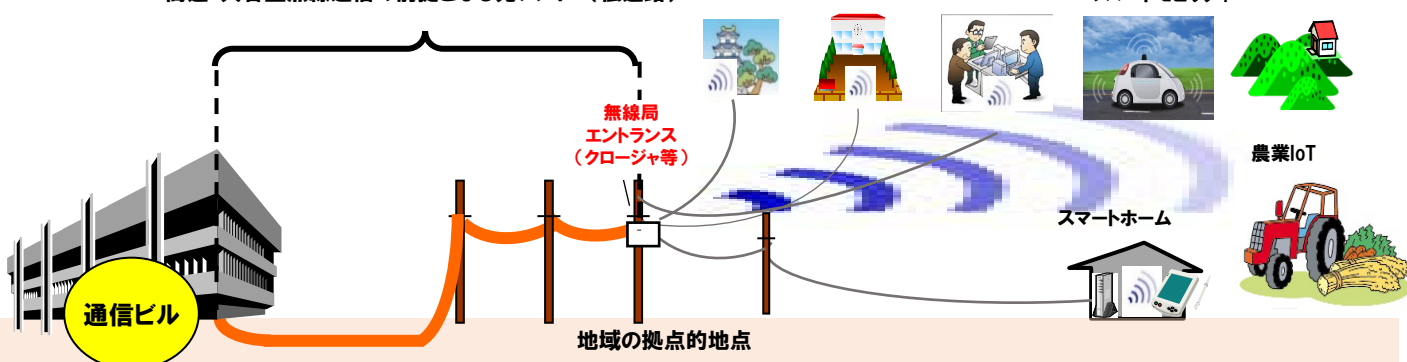 無線局
エントランス
(クロージャ等)
農業IoT
スマートホーム
通信ビル
地域の拠点的地点